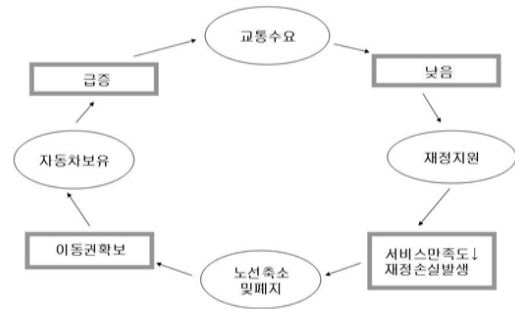 교통수요
낮음
급증
자동차보유
재정지원
이동권확보
서비스만족도↓
재정손실발생
노선축소
및폐지